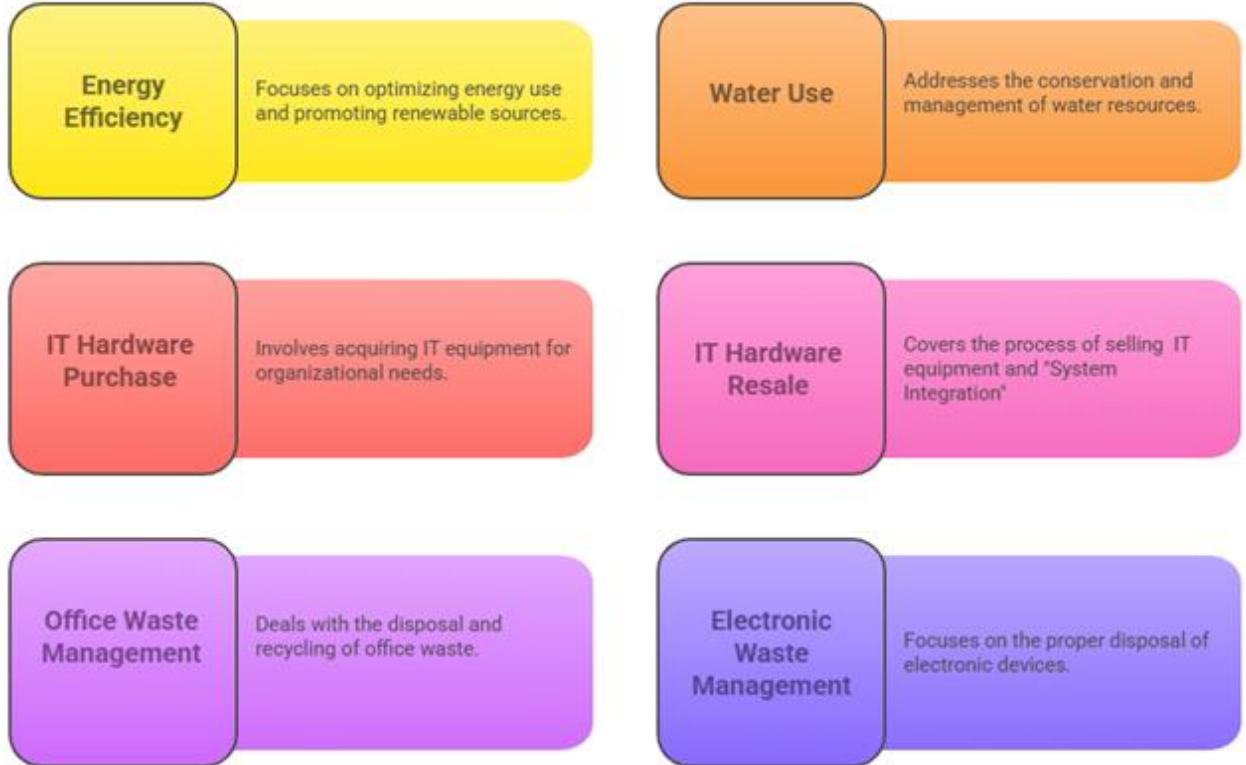 Energy
Efficiency
Focuses on optimizing energy use
and promoting renewable sources.
Water Use
Addresses the conservation and
management of water resources.
IT Hardware
Purchase
Involves acquiring IT equipment for
organizational needs.
IT Hardware
Resale
Covers the process of selling  IT
equipment and "System
Integration"
Office Waste
Management
Deals with the disposal and
recycling of office waste.
Electronic
Waste
Management
Focuses on the proper disposal of
electronic devices.